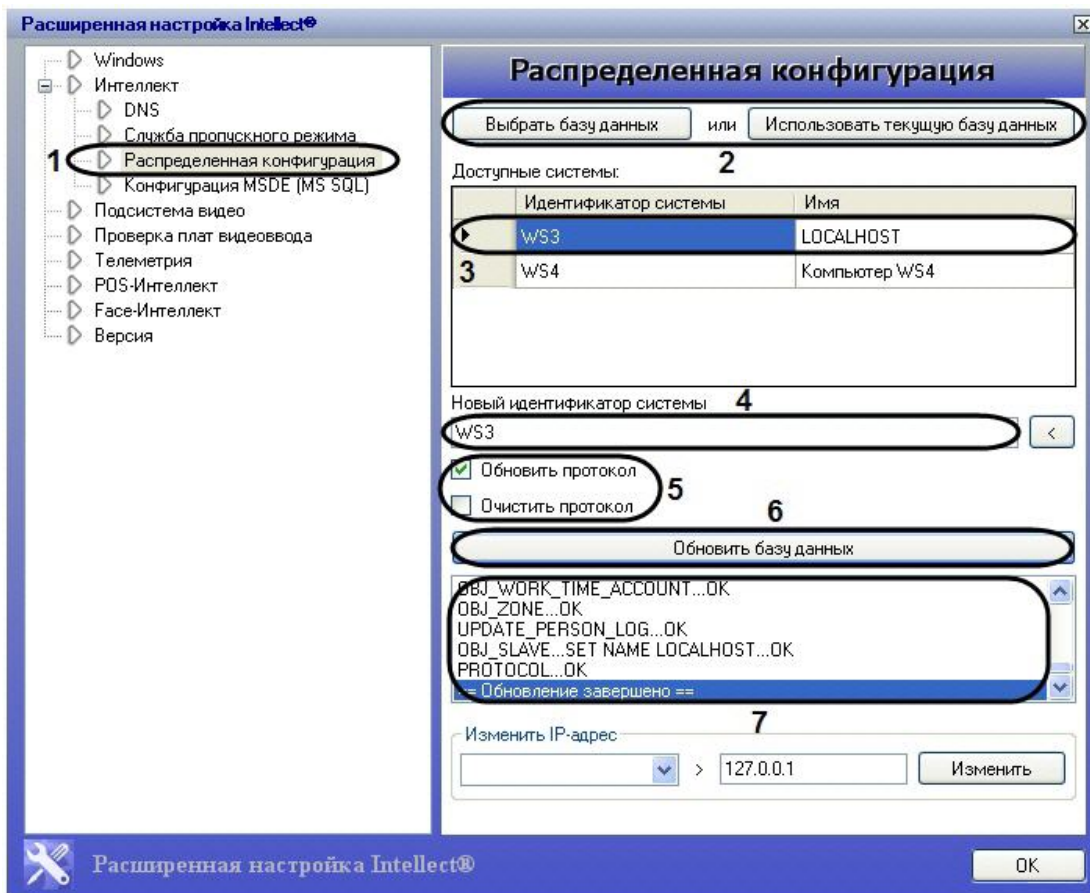 Расширенная настройка Intellect®
Windows
Интеллект
DNS
Служба пропускного режима
1
Распределенная конфигурация
Конфигурация MSDE (MS SQL)
Подсистема видео
Проверка плат видеоввода
Телеметрия
POS-Интеллект
Face-Интеллект
Версия
Распределенная конфигурация
Выбрать базу данных или Использовать текущую базу данных
2
Доступные системы:
Идентификатор системы Имя
WS3 LOCALHOST
3
WS4 Компьютер WS4
Новый идентификатор системы 4
WS3 <
Обновить протокол
5
Очистить протокол
6
Обновить базу данных
OBJ_WORK_TIME_ACCOUNT...OK
OBJ_ZONE...OK
UPDATE_PERSON_LOG...OK
OBJ_SLAVE...SET NAME LOCALHOST...OK
PROTOCOL...OK
== Обновление завершено ==
7
Изменить IP-адрес
> 127.0.0.1 Изменить
Расширенная настройка Intellect®
OK